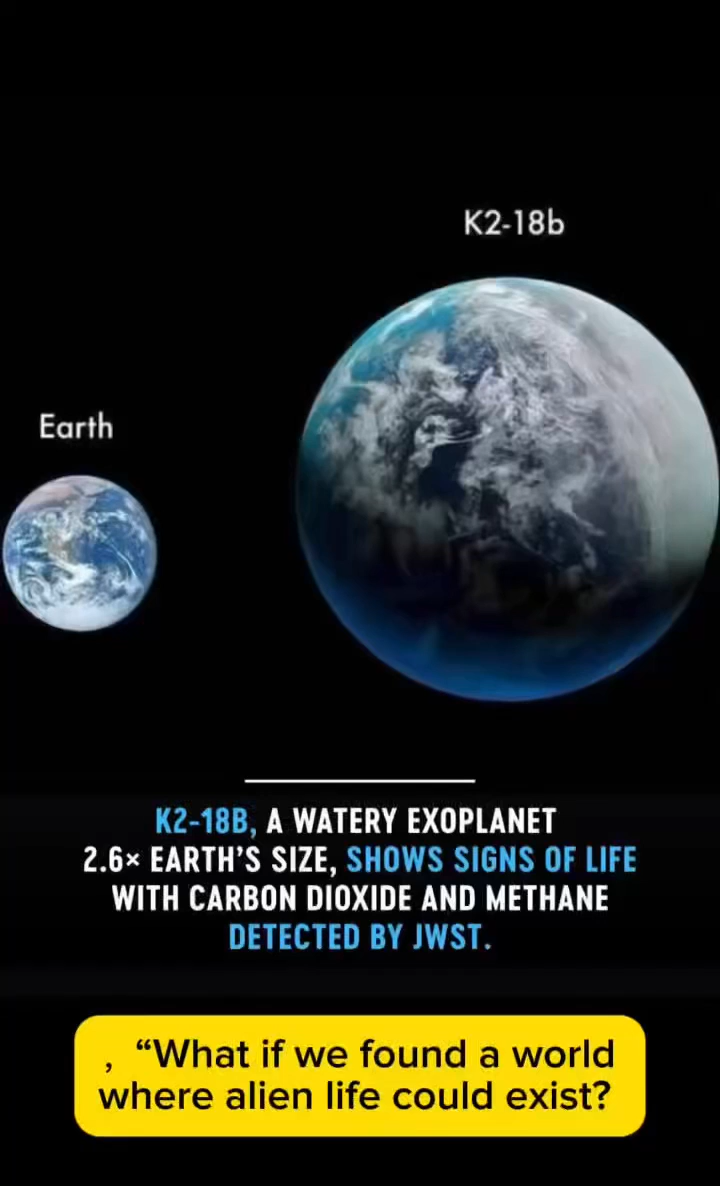 K2-18b
Earth
K2-18B, A WATERY EXOPLANET
2.6× EARTH'S SIZE, SHOWS SIGNS OF LIFE
WITH CARBON DIOXIDE AND METHANE
DETECTED BY JWST.
, “What if we found a world
where alien life could exist?